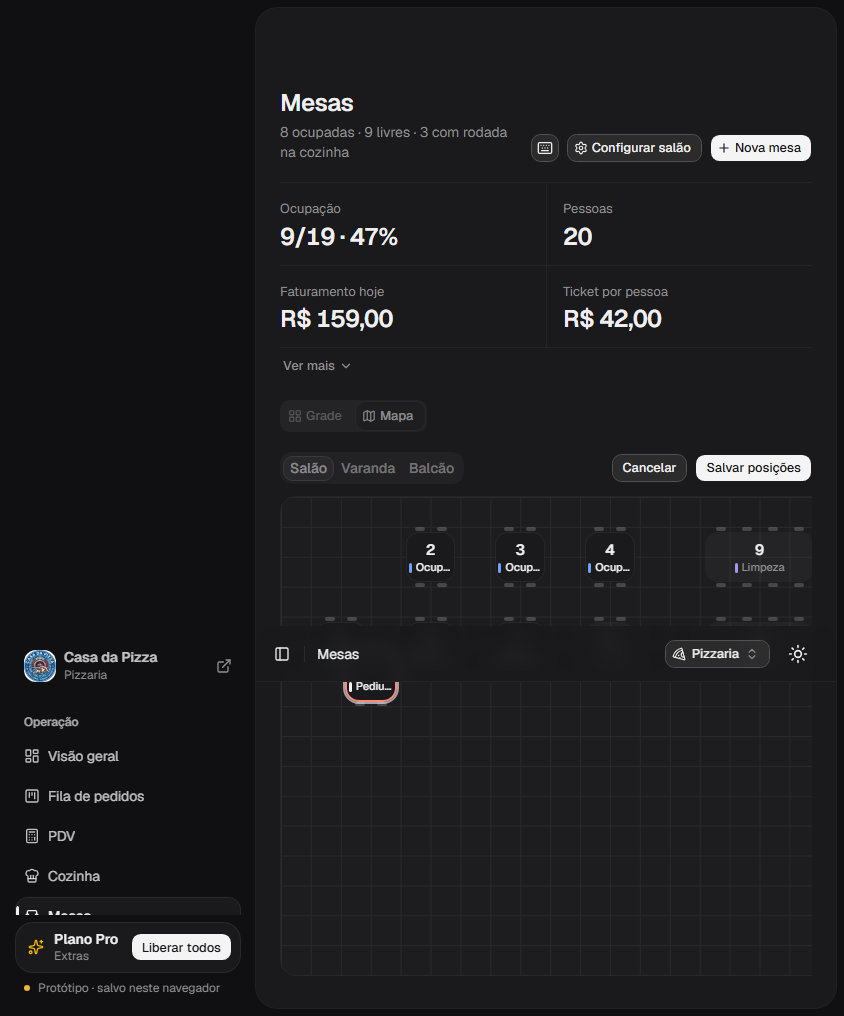 Mesas
8 ocupadas · 9 livres · 3 com rodada
na cozinha
Configurar salão
Nova mesa
Ocupação
9/19 · 47%
Pessoas
20
Faturamento hoje
R$ 159,00
Ticket por pessoa
R$ 42,00
Ver mais
Grade
Mapa
Salão
Varanda
Balcão
Cancelar
Salvar posições
2
Ocup...
3
Ocup...
4
Ocup...
9
Limpeza
Mesas
Pizzaria
Pediu...
Casa da Pizza
Pizzaria
Operação
Visão geral
Fila de pedidos
PDV
Cozinha
Mesas
Plano Pro
Extras
Liberar todos
Protótipo · salvo neste navegador